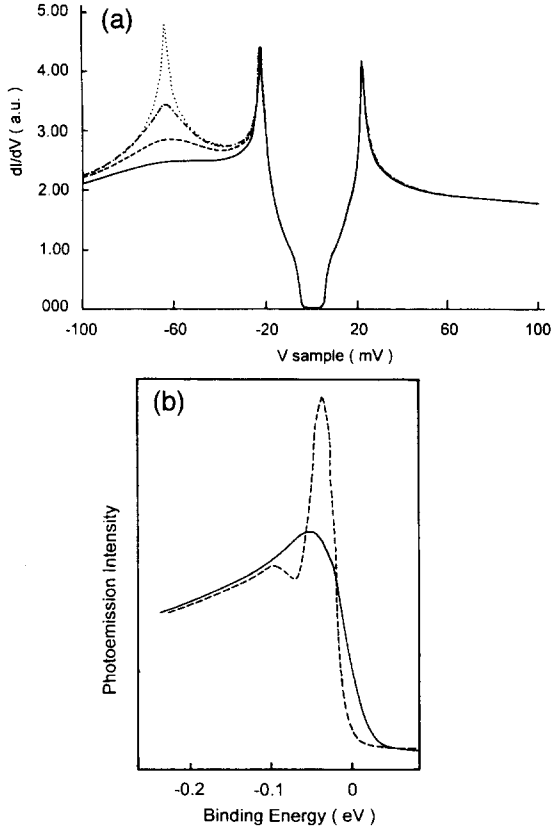 (a)
5.00
4.00
3.00
2.00
1.00
000
dI/dV ( a.u. )
-100
-60
-20
20
60
100
V sample ( mV )
(b)
Photoemission Intensity
-0.2
-0.1
0
Binding Energy ( eV )